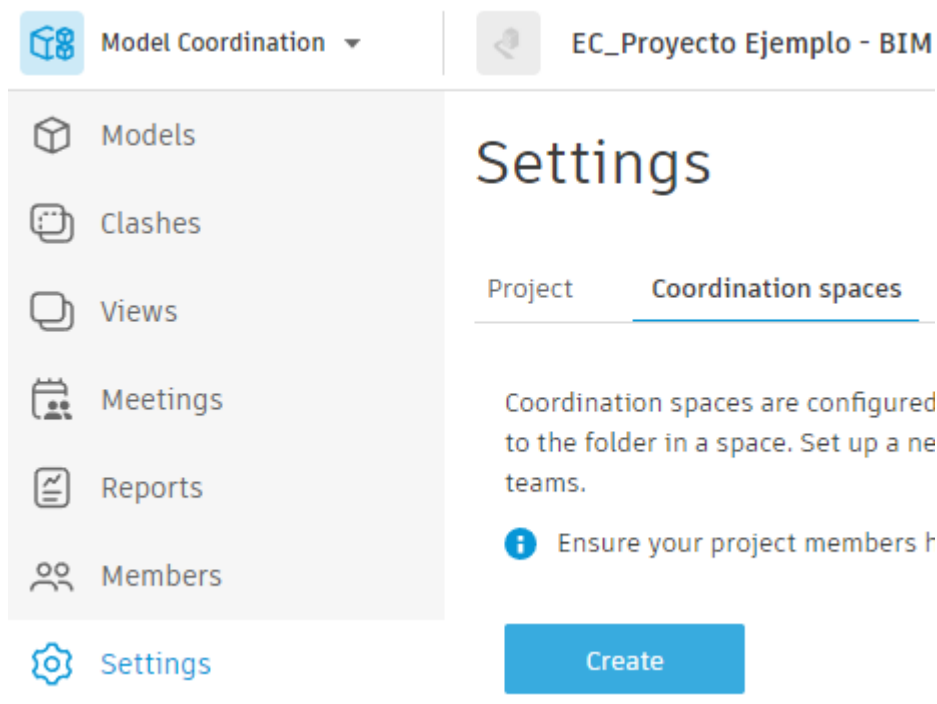 Model Coordination
EC_Proyecto Ejemplo - BIM
Models
Clashes
Views
Meetings
Reports
Members
Settings
Settings
Project
Coordination spaces
Coordination spaces are configured
to the folder in a space. Set up a ne
teams.
Ensure your project members h
Create